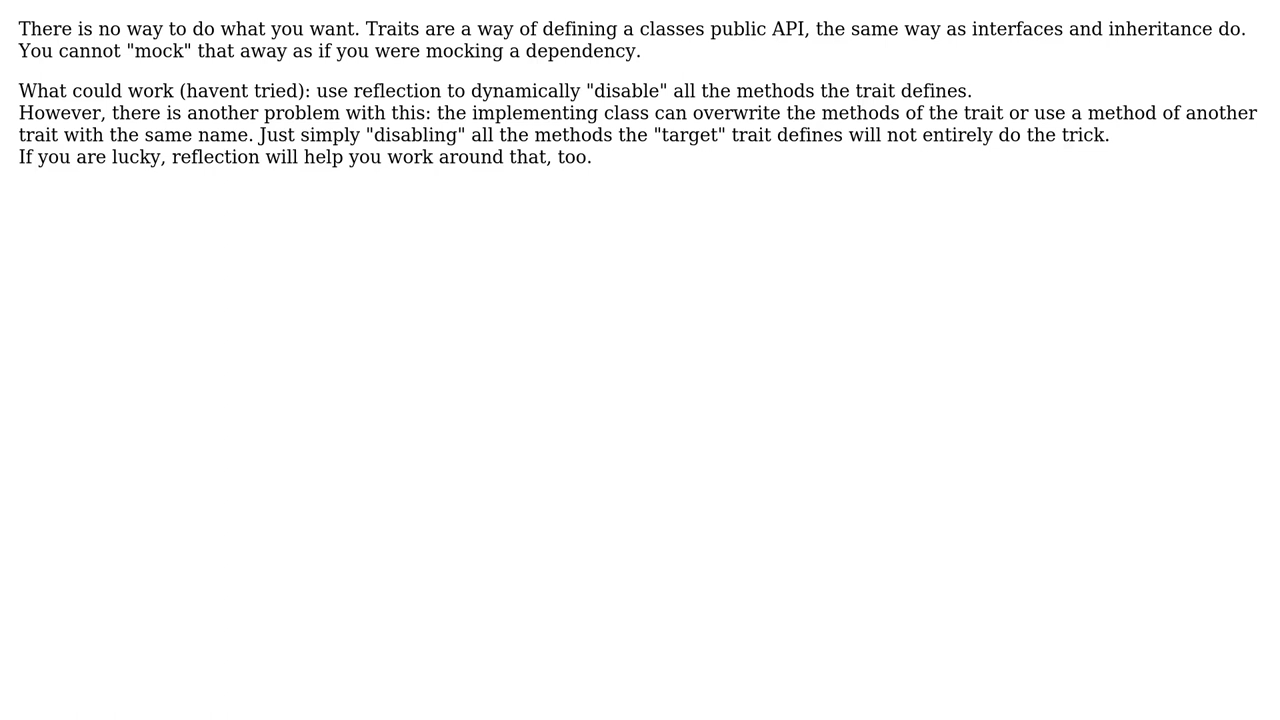 There is no way to do what you want. Traits are a way of defining a classes public API, the same way as interfaces and inheritance do.
You cannot "mock" that away as if you were mocking a dependency.
What could work (havent tried): use reflection to dynamically "disable" all the methods the trait defines.
However, there is another problem with this: the implementing class can overwrite the methods of the trait or use a method of another
trait with the same name. Just simply "disabling" all the methods the "target" trait defines will not entirely do the trick.
If you are lucky, reflection will help you work around that, too.